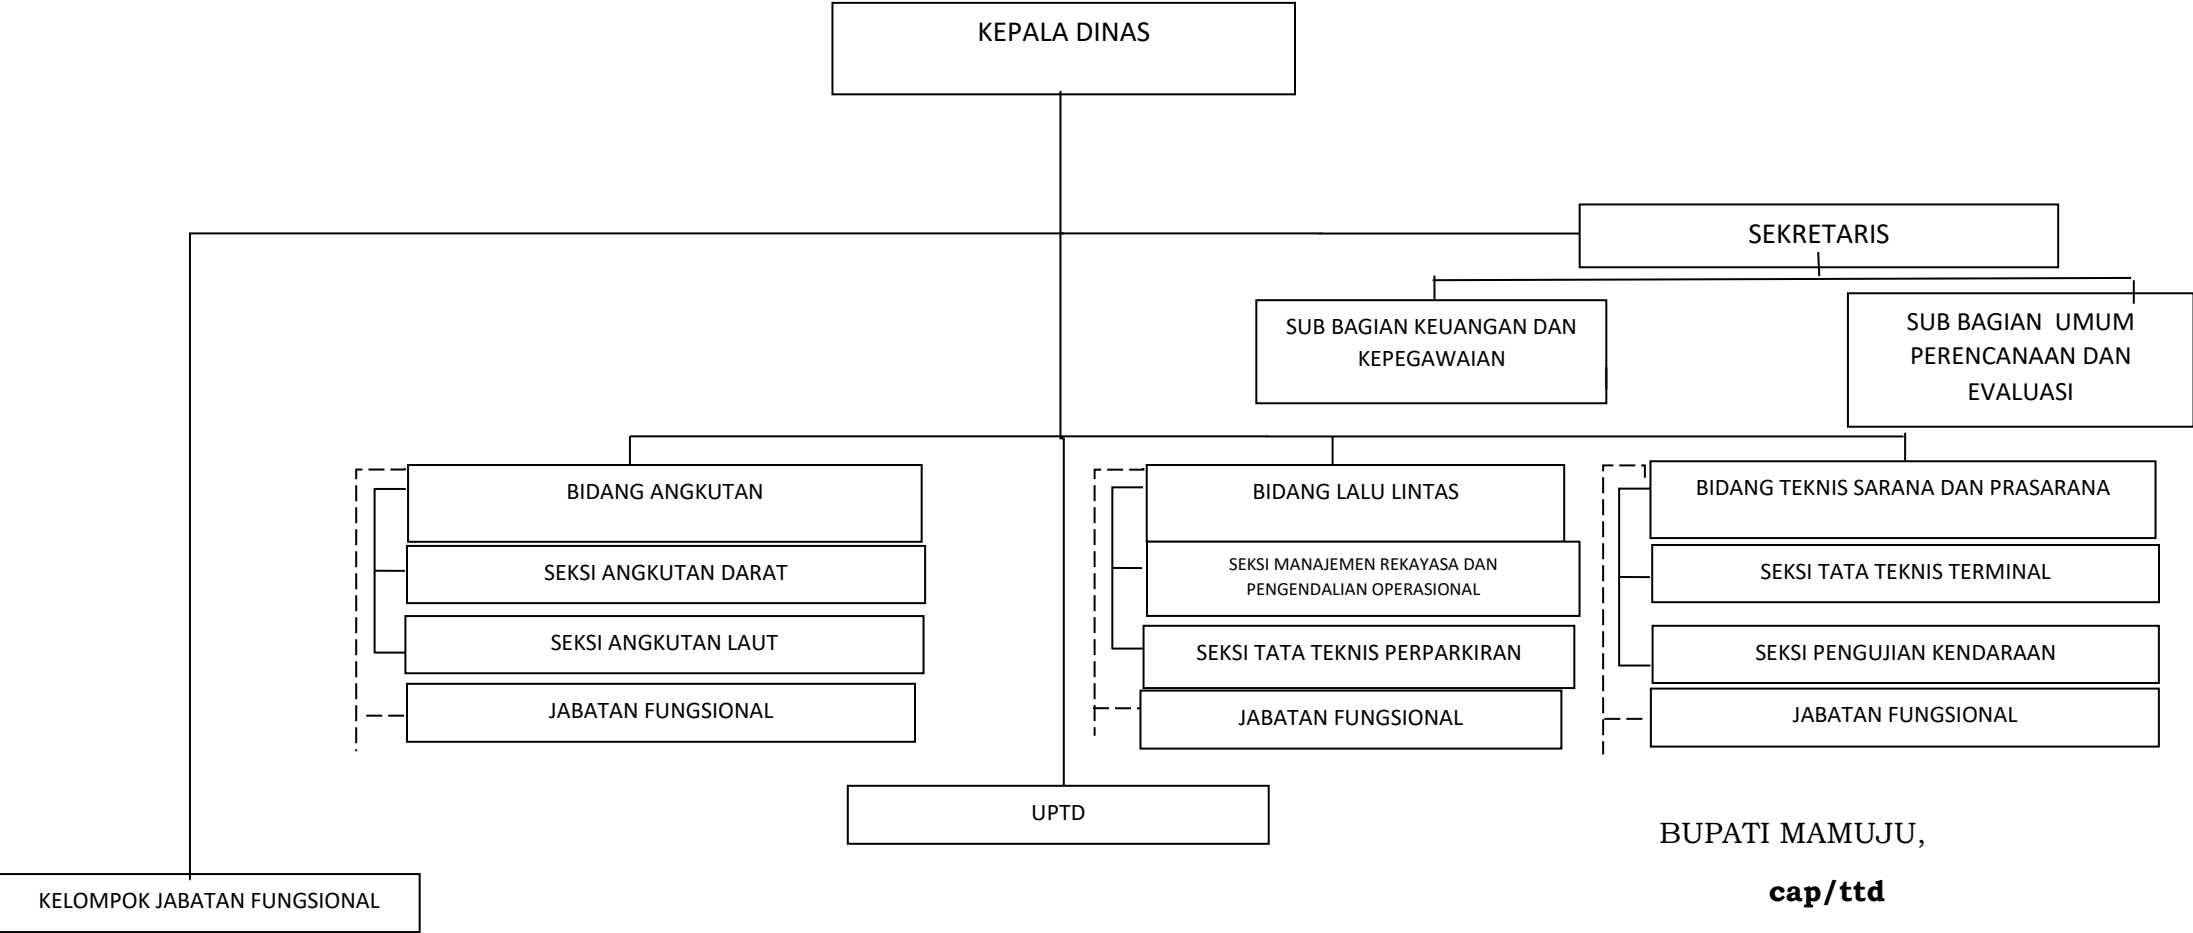 KEPALA DINAS
SEKRETARIS
SUB BAGIAN KEUANGAN DAN
KEPEGAWAIAN
SUB BAGIAN UMUM
PERENCANAAN DAN
EVALUASI
BIDANG ANGKUTAN
SEKSI ANGKUTAN DARAT
SEKSI ANGKUTAN LAUT
JABATAN FUNGSIONAL
BIDANG LALU LINTAS
SEKSI MANAJEMEN REKAYASA DAN
PENGENDALIAN OPERASIONAL
SEKSI TATA TEKNIS PERPARKIRAN
JABATAN FUNGSIONAL
BIDANG TEKNIS SARANA DAN PRASARANA
SEKSI TATA TEKNIS TERMINAL
SEKSI PENGUJIAN KENDARAAN
JABATAN FUNGSIONAL
UPTD
KELOMPOK JABATAN FUNGSIONAL
BUPATI MAMUJU,
cap/ttd